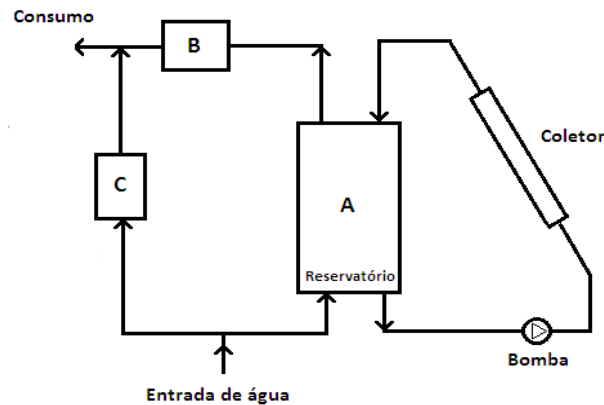 Consumo
B
Coletor
C
A
Reservatório
Bomba
Entrada de água